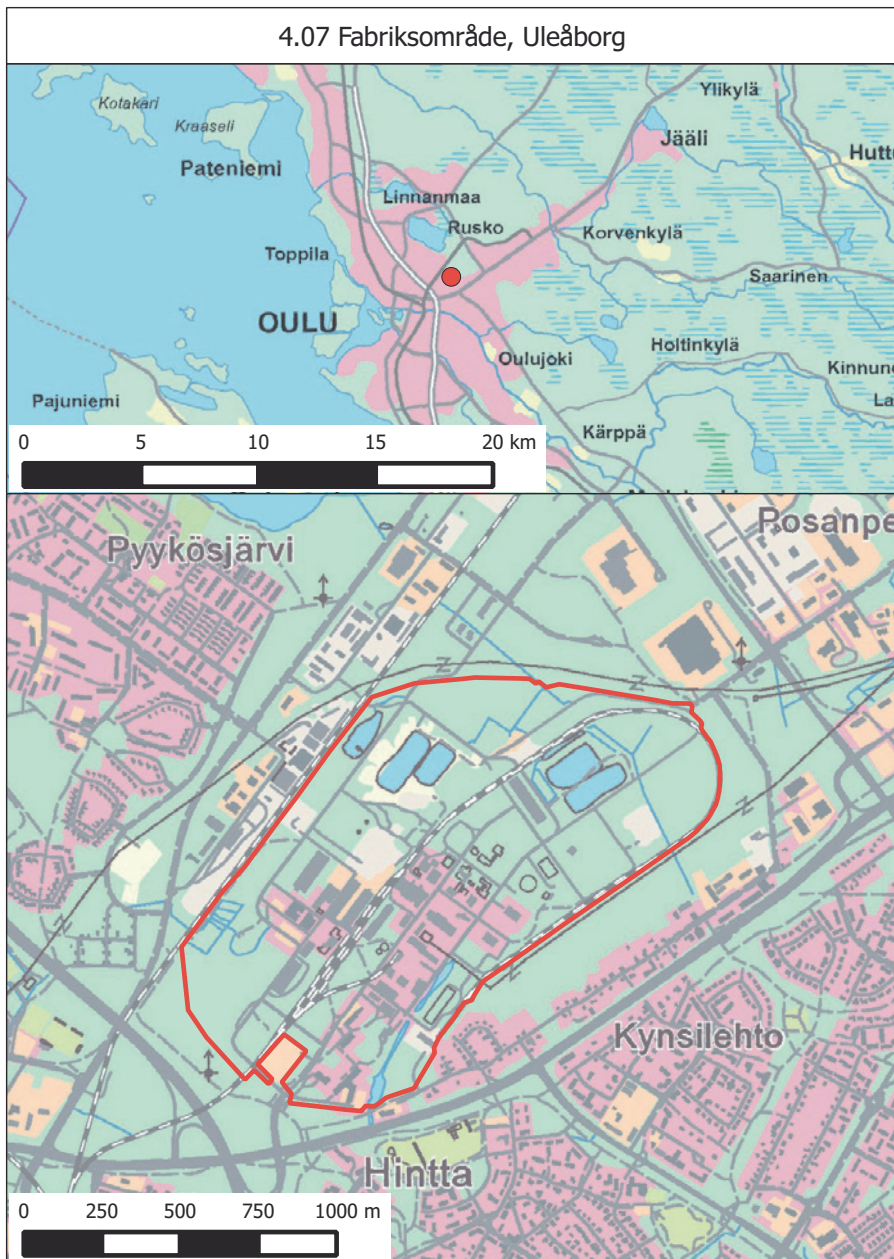 4.07 Fabriksområde, Uleåborg
Kotakari
Kraaseli
Pateniemi
Ylikylä
Jääli
Linnanmaa
Rusko
Korvenkylä
Toppila
Saarinen
OULU
Holtinkylä
Oulujoki
Pajuniemi
Kärppä
0 5 10 15 20 km
Pyykösjärvi
Z
Z
Z
Z
Z
Kynsilehto
Hintta
0 250 500 750 1000 m